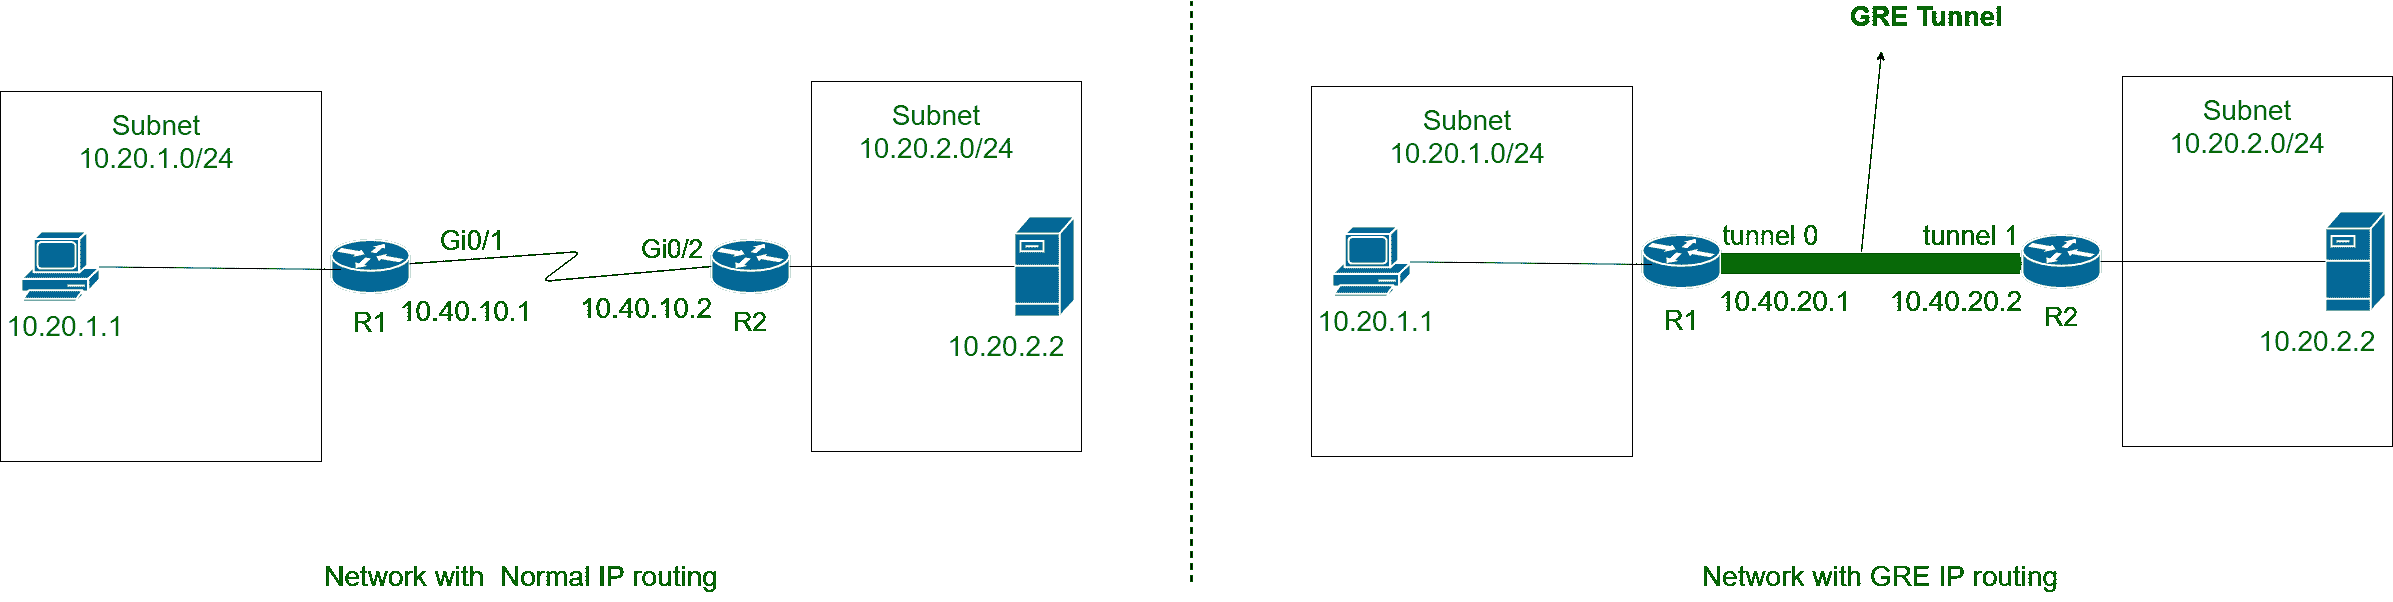 Subnet
10.20.1.0/24
Subnet
10.20.2.0/24
Gi0/1
Gi0/2
10.20.1.1
R1
10.40.10.1
10.40.10.2
R2
10.20.2.2
Network with  Normal IP routing
GRE Tunnel
Subnet
10.20.1.0/24
Subnet
10.20.2.0/24
tunnel 0
tunnel 1
10.20.1.1
R1
10.40.20.1
10.40.20.2
R2
10.20.2.2
Network with GRE IP routing